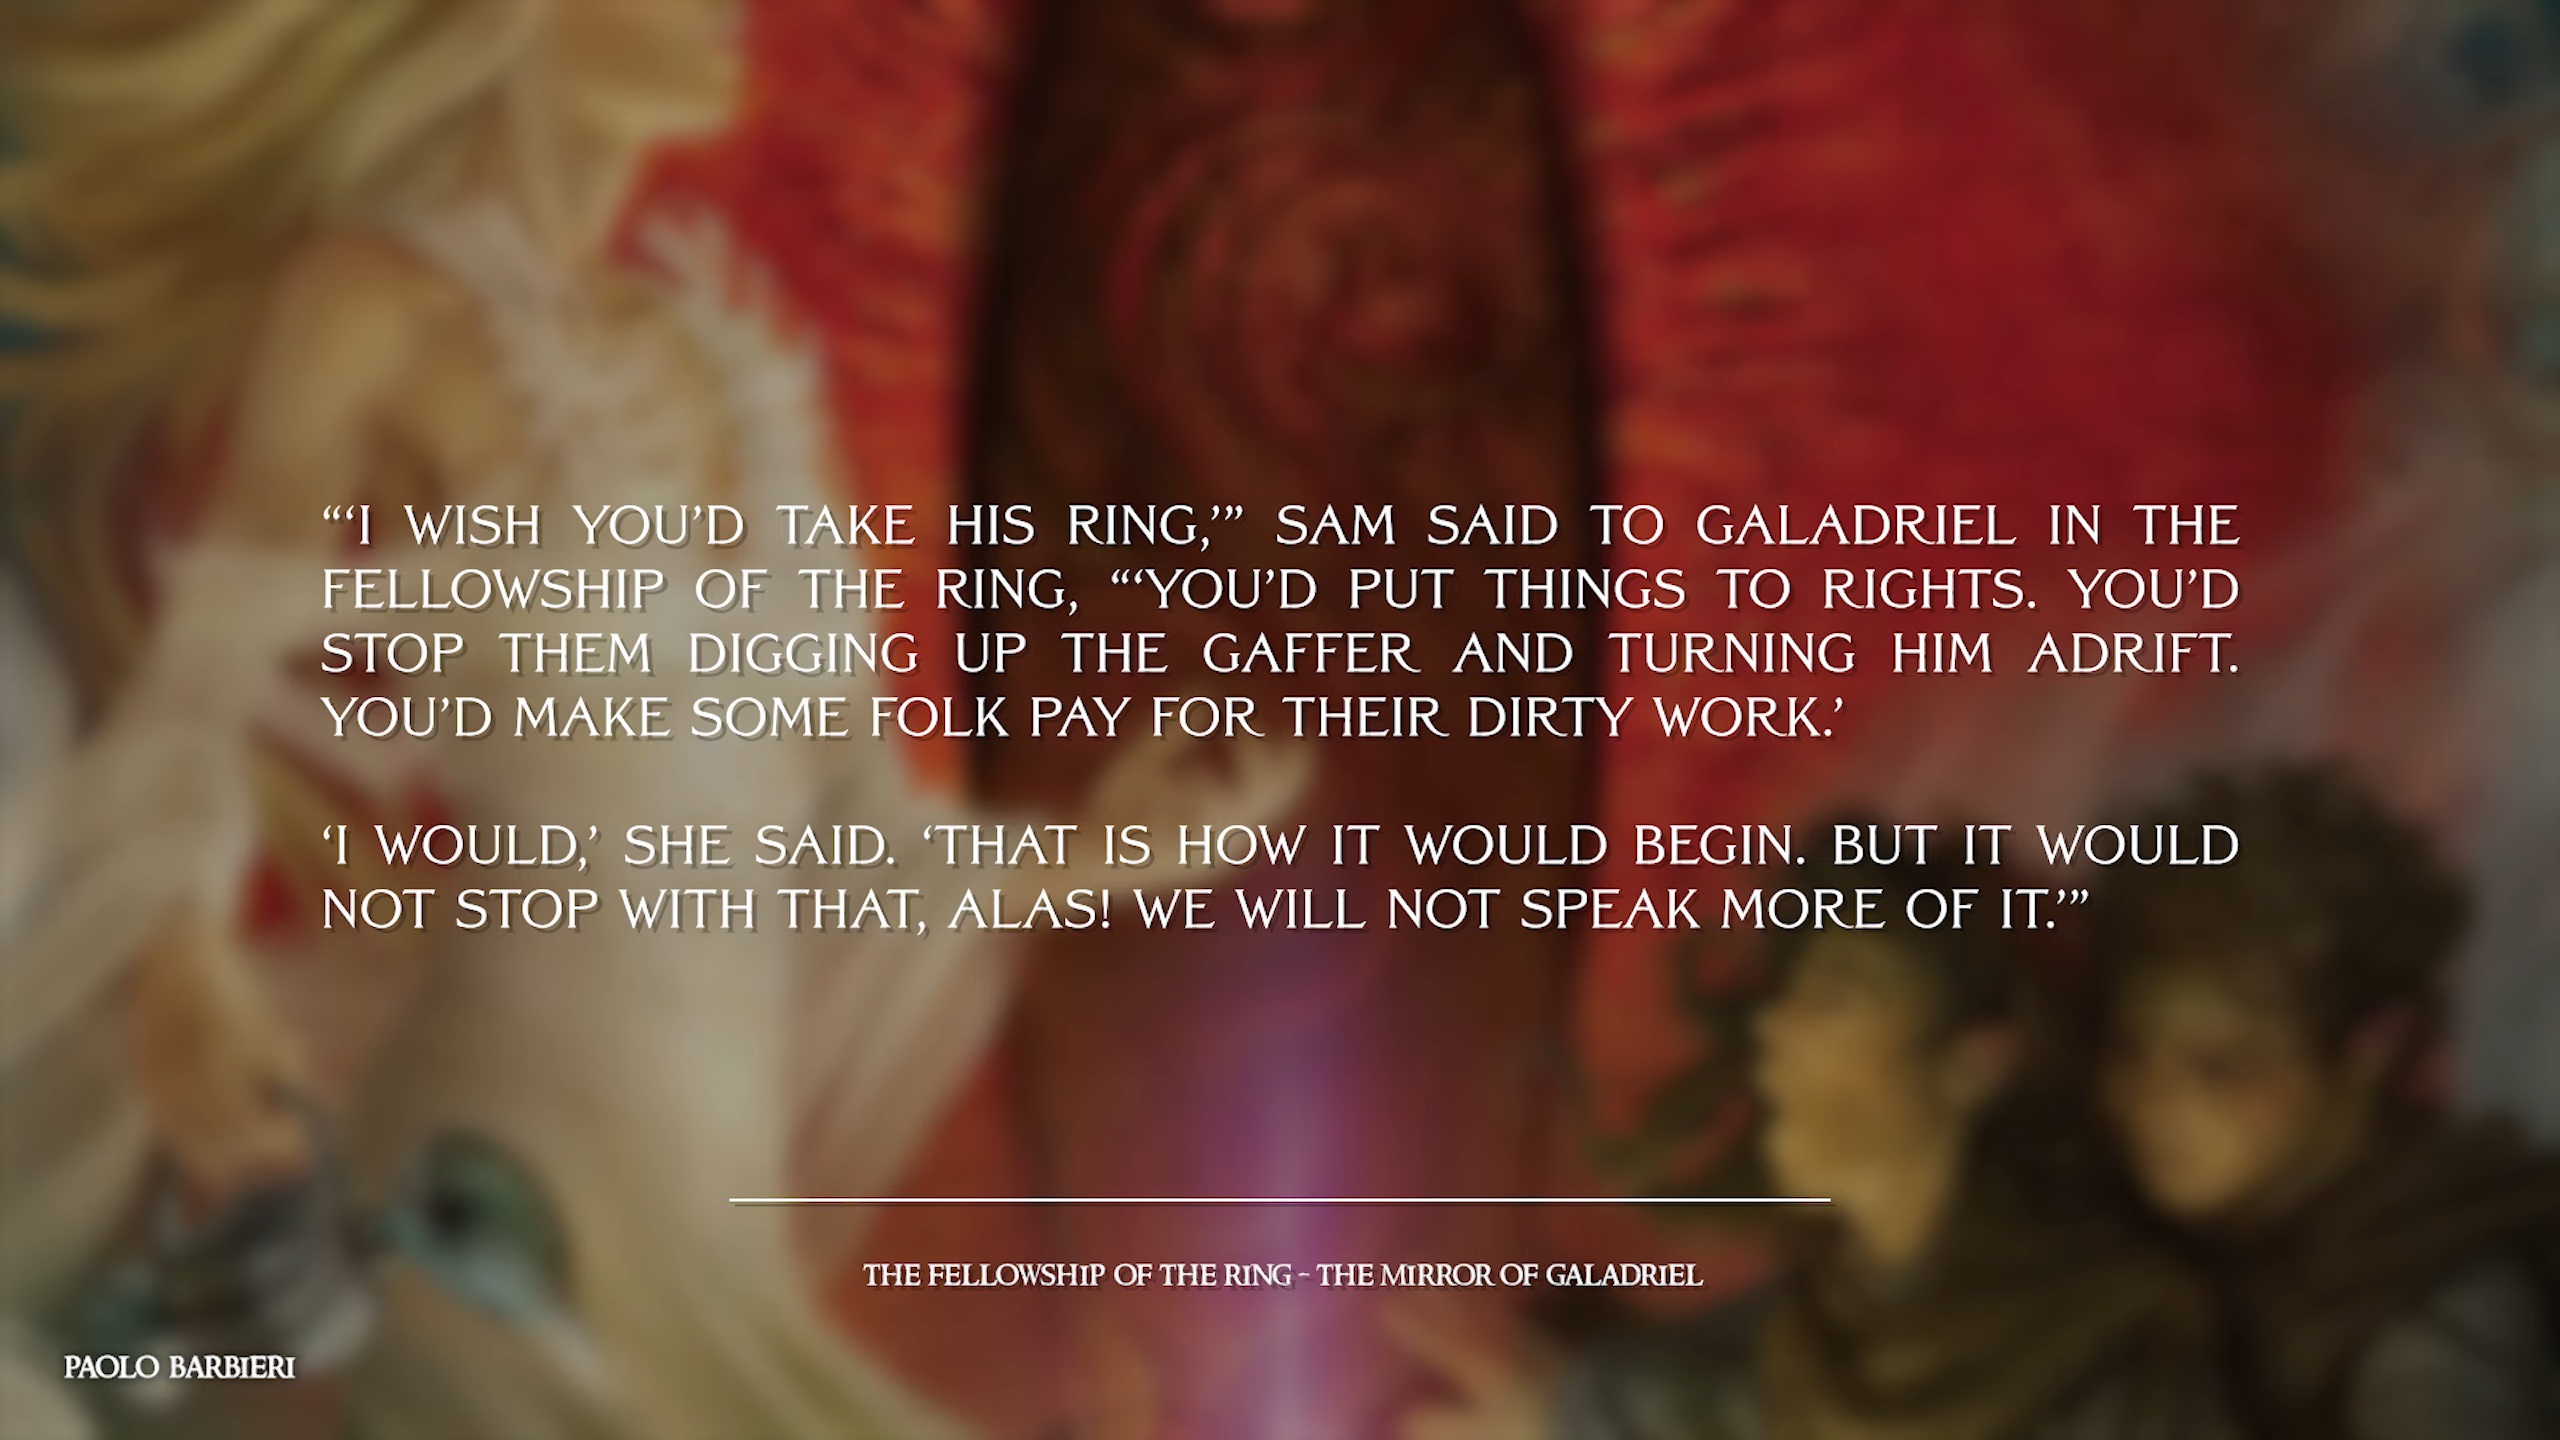 “‘I WISH YOU’D TAKE HIS RING,’” SAM SAID TO GALADRIEL IN THE
FELLOWSHIP OF THE RING, “‘YOU’D PUT THINGS TO RIGHTS. YOU’D
STOP THEM DIGGING UP THE GAFFER AND TURNING HIM ADRIFT.
YOU’D MAKE SOME FOLK PAY FOR THEIR DIRTY WORK.’
‘I WOULD,’ SHE SAID. ‘THAT IS HOW IT WOULD BEGIN. BUT IT WOULD
NOT STOP WITH THAT, ALAS! WE WILL NOT SPEAK MORE OF IT.’”
THE FELLOWSHIP OF THE RING - THE MIRROR OF GALADRIEL
PAOLO BARBIERI